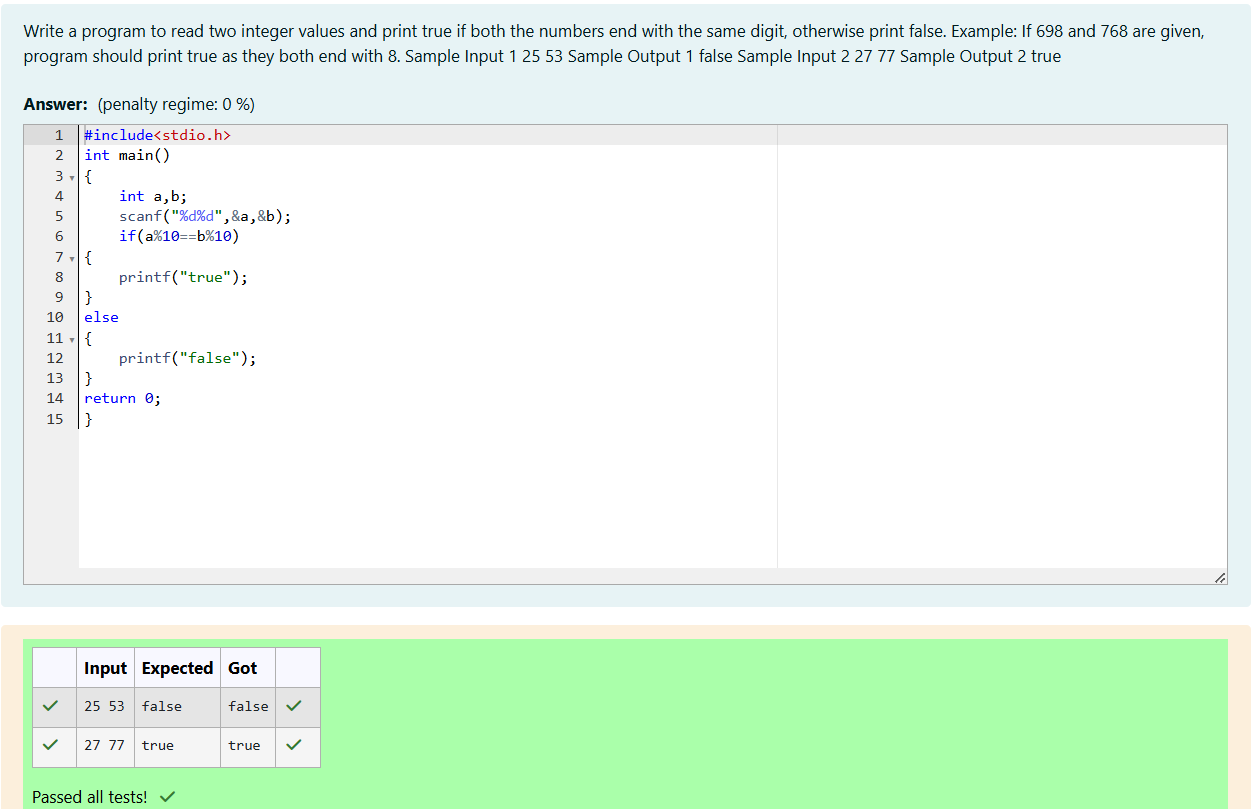 Write a program to read two integer values and print true if both the numbers end with the same digit, otherwise print false. Example: If 698 and 768 are given,
program should print true as they both end with 8. Sample Input 1 25 53 Sample Output 1 false Sample Input 2 27 77 Sample Output 2 true
Answer: (penalty regime: 0 %)
1 #include<stdio.h>
2 int main()
3 {
4 int a,b;
5 scanf("%d%d",&a,&b);
6 if(a%10==b%10)
7 {
8 printf("true");
9 }
10 else
11 {
12 printf("false");
13 }
14 return 0;
15 }
Input Expected Got
25 53 false false
27 77 true true
Passed all tests!